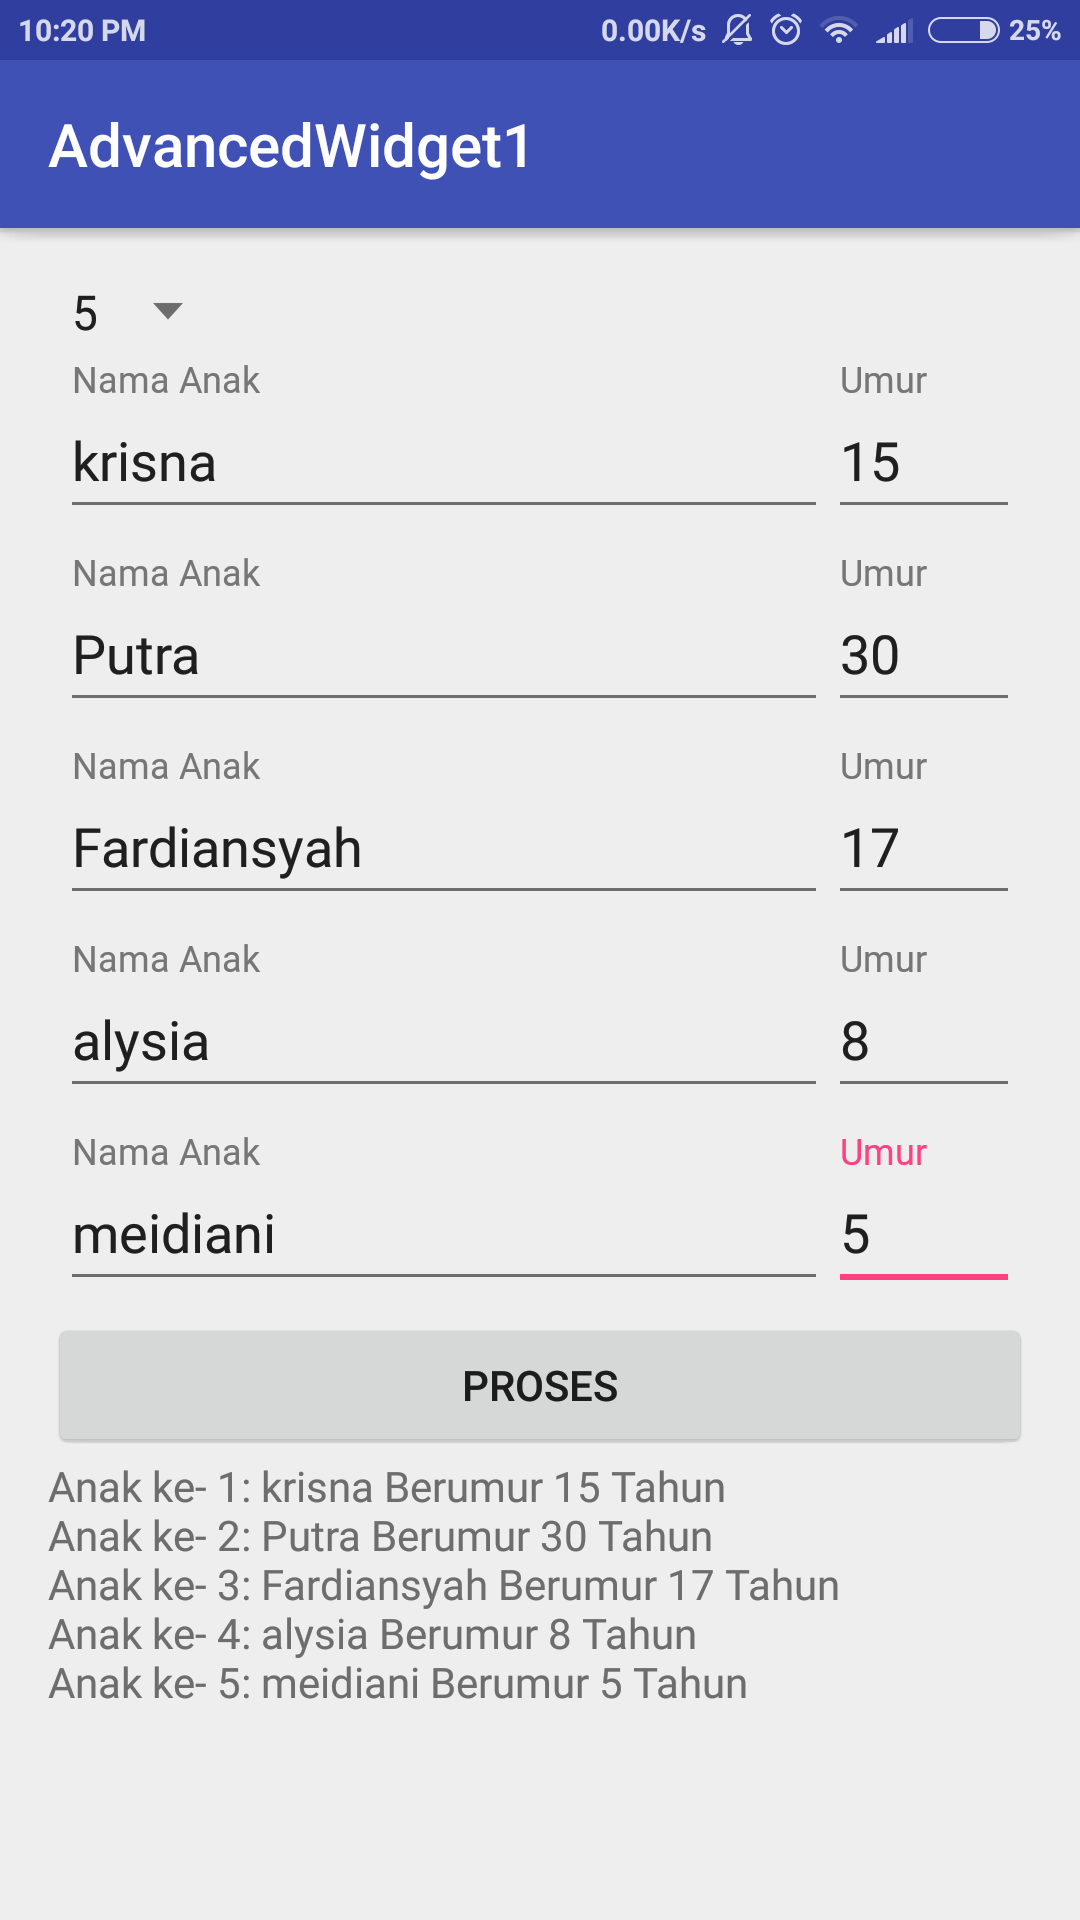 10:20 PM 0.00K/s 25%
AdvancedWidget1
5
Nama Anak Umur
krisna 15
Nama Anak Umur
Putra 30
Nama Anak Umur
Fardiansyah 17
Nama Anak Umur
alysia 8
Nama Anak Umur
meidiani 5
PROSES
Anak ke- 1: krisna Berumur 15 Tahun
Anak ke- 2: Putra Berumur 30 Tahun
Anak ke- 3: Fardiansyah Berumur 17 Tahun
Anak ke- 4: alysia Berumur 8 Tahun
Anak ke- 5: meidiani Berumur 5 Tahun